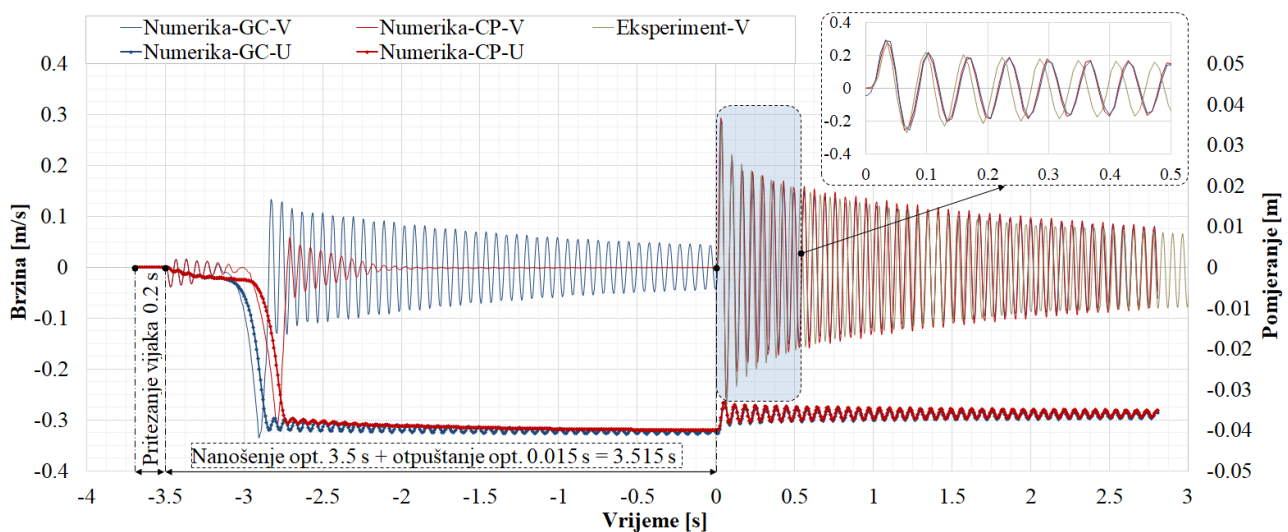 Numerika-GC-V Numerika-CP-V Eksperiment-V
Numerika-GC-U Numerika-CP-U
0.4
0.3
0.2
0.1
0
-0.1
-0.2
-0.3
-0.4
Brzina [m/s]
0.4
0.2
0
-0.2
-0.4
0 0.1 0.2 0.3 0.4 0.5
0.05
0.04
0.03
0.02
0.01
0
-0.01
-0.02
-0.03
-0.04
-0.05
Pomjeranje [m]
Pritezanje vijaka 0.2 s
Nanošenje opt. 3.5 s + otpuštanje opt. 0.015 s = 3.515 s
-4 -3.5 -3 -2.5 -2 -1.5 -1 -0.5 0 0.5 1 1.5 2 2.5 3
Vrijeme [s]